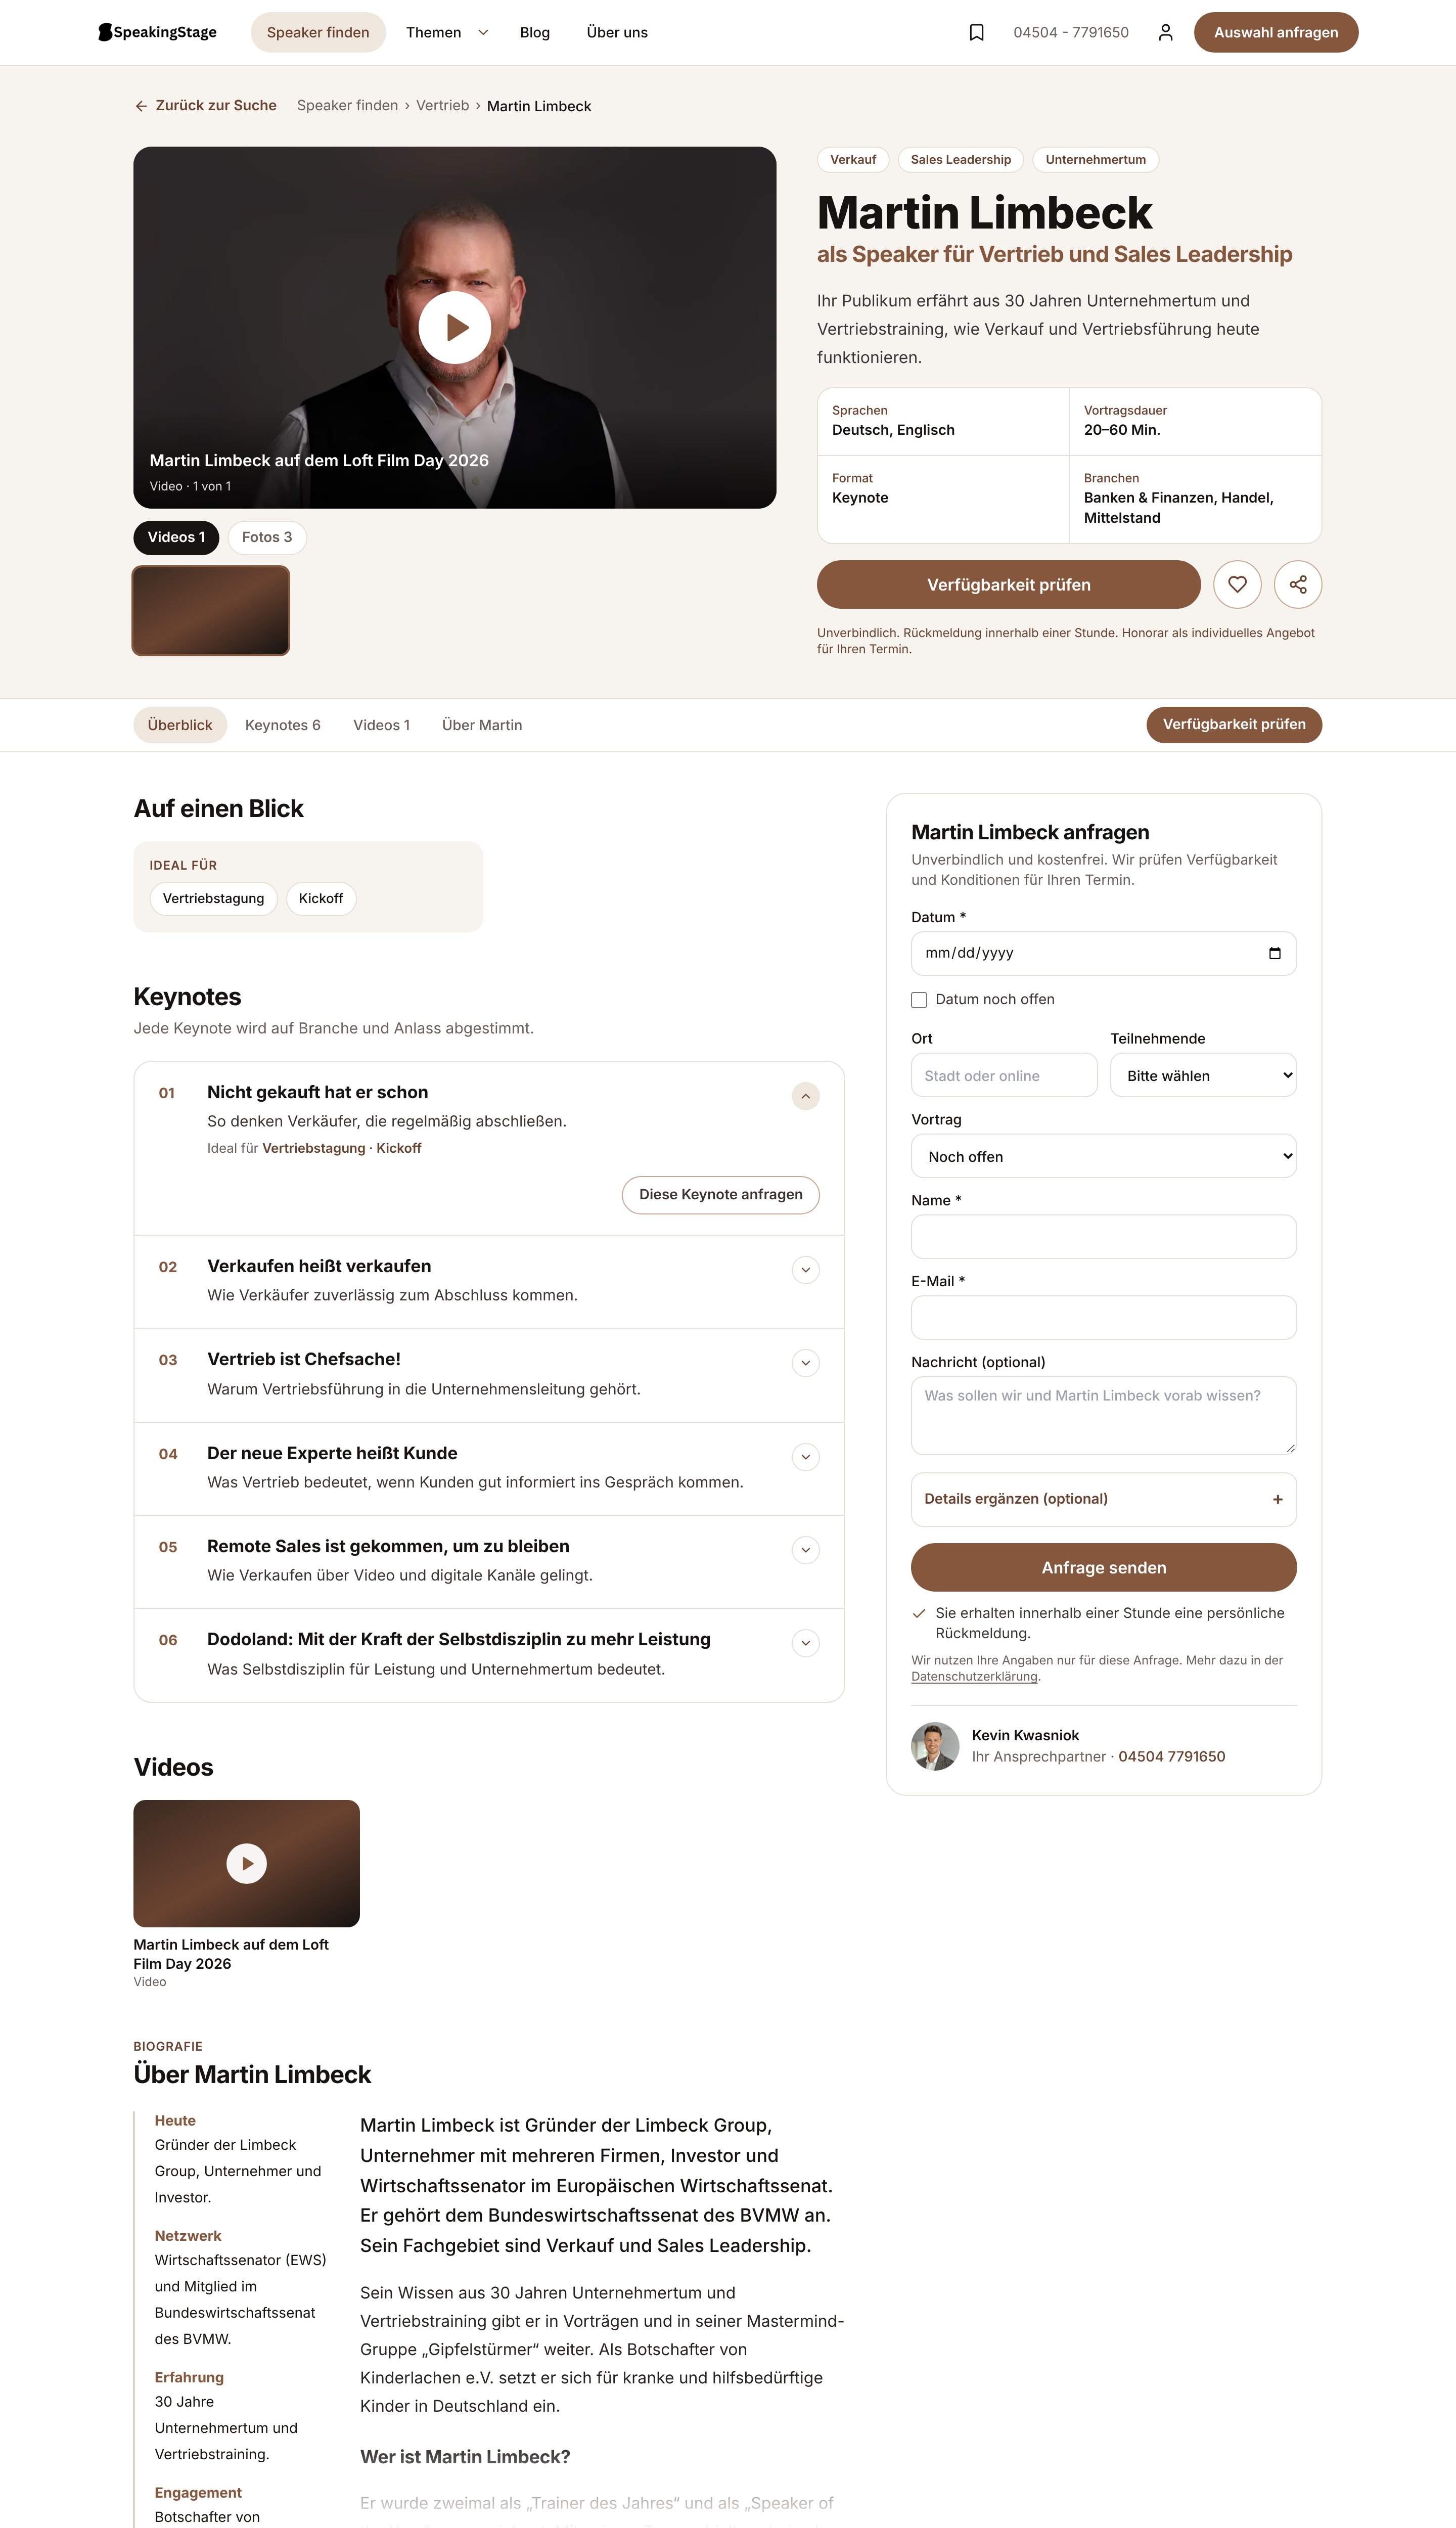 SpeakingStage
Speaker finden
Themen
Blog
Über uns
04504 - 7791650
Auswahl anfragen
Zurück zur Suche
Speaker finden › Vertrieb › Martin Limbeck
Martin Limbeck auf dem Loft Film Day 2026
Video · 1 von 1
Videos 1
Fotos 3
Verkauf
Sales Leadership
Unternehmertum
Martin Limbeck
als Speaker für Vertrieb und Sales Leadership
Ihr Publikum erfährt aus 30 Jahren Unternehmertum und
Vertriebstraining, wie Verkauf und Vertriebsführung heute
funktionieren.
Sprachen
Deutsch, Englisch
Vortragsdauer
20–60 Min.
Format
Keynote
Branchen
Banken & Finanzen, Handel,
Mittelstand
Verfügbarkeit prüfen
Unverbindlich. Rückmeldung innerhalb einer Stunde. Honorar als individuelles Angebot
für Ihren Termin.
Überblick
Keynotes 6
Videos 1
Über Martin
Verfügbarkeit prüfen
Auf einen Blick
IDEAL FÜR
Vertriebstagung
Kickoff
Keynotes
Jede Keynote wird auf Branche und Anlass abgestimmt.
01
Nicht gekauft hat er schon
So denken Verkäufer, die regelmäßig abschließen.
Ideal für Vertriebstagung · Kickoff
Diese Keynote anfragen
02
Verkaufen heißt verkaufen
Wie Verkäufer zuverlässig zum Abschluss kommen.
03
Vertrieb ist Chefsache!
Warum Vertriebsführung in die Unternehmensleitung gehört.
04
Der neue Experte heißt Kunde
Was Vertrieb bedeutet, wenn Kunden gut informiert ins Gespräch kommen.
05
Remote Sales ist gekommen, um zu bleiben
Wie Verkaufen über Video und digitale Kanäle gelingt.
06
Dodoland: Mit der Kraft der Selbstdisziplin zu mehr Leistung
Was Selbstdisziplin für Leistung und Unternehmertum bedeutet.
Martin Limbeck anfragen
Unverbindlich und kostenfrei. Wir prüfen Verfügbarkeit
und Konditionen für Ihren Termin.
Datum *
mm/dd/yyyy
Datum noch offen
Ort
Teilnehmende
Stadt oder online
Bitte wählen
Vortrag
Noch offen
Name *
E-Mail *
Nachricht (optional)
Was sollen wir und Martin Limbeck vorab wissen?
Details ergänzen (optional)
+
Anfrage senden
Sie erhalten innerhalb einer Stunde eine persönliche
Rückmeldung.
Wir nutzen Ihre Angaben nur für diese Anfrage. Mehr dazu in der
Datenschutzerklärung.
Kevin Kwasniok
Ihr Ansprechpartner · 04504 7791650
Videos
Martin Limbeck auf dem Loft
Film Day 2026
Video
BIOGRAFIE
Über Martin Limbeck
Heute
Gründer der Limbeck
Group, Unternehmer und
Investor.
Netzwerk
Wirtschaftssenator (EWS)
und Mitglied im
Bundeswirtschaftssenat
des BVMW.
Erfahrung
30 Jahre
Unternehmertum und
Vertriebstraining.
Engagement
Botschafter von
Martin Limbeck ist Gründer der Limbeck Group,
Unternehmer mit mehreren Firmen, Investor und
Wirtschaftssenator im Europäischen Wirtschaftssenat.
Er gehört dem Bundeswirtschaftssenat des BVMW an.
Sein Fachgebiet sind Verkauf und Sales Leadership.
Sein Wissen aus 30 Jahren Unternehmertum und
Vertriebstraining gibt er in Vorträgen und in seiner Mastermind-
Gruppe „Gipfelstürmer“ weiter. Als Botschafter von
Kinderlachen e.V. setzt er sich für kranke und hilfsbedürftige
Kinder in Deutschland ein.
Wer ist Martin Limbeck?
Er wurde zweimal als „Trainer des Jahres“ und als „Speaker of